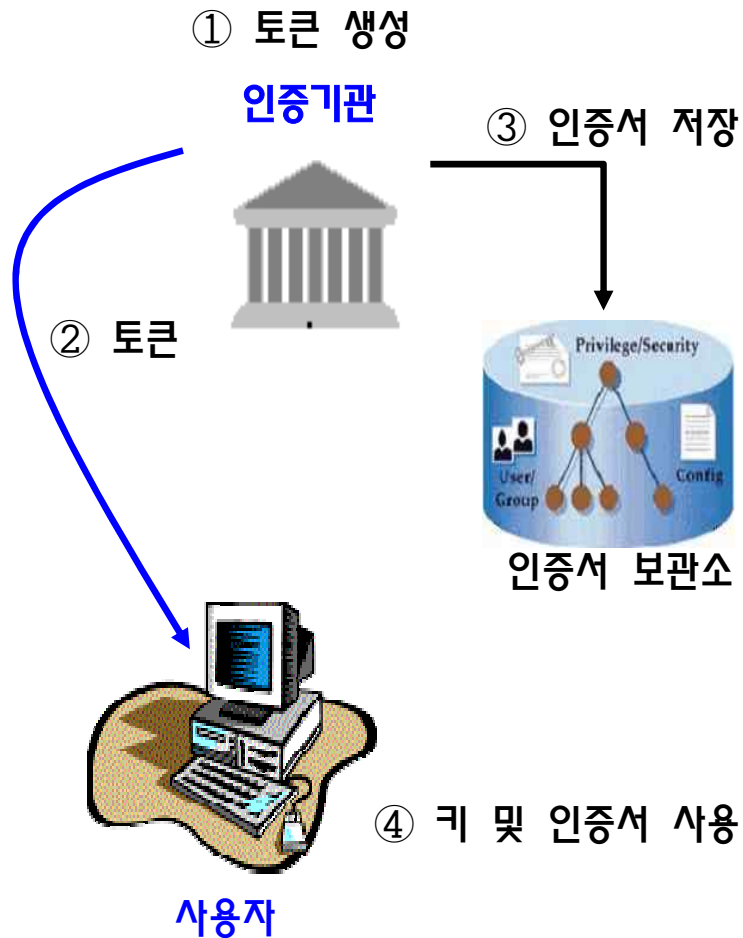 ① 토큰 생성
인증기관
③ 인증서 저장
② 토큰
Privilege/Security
User/
Group
Config
인증서 보관소
④ 키 및 인증서 사용
사용자